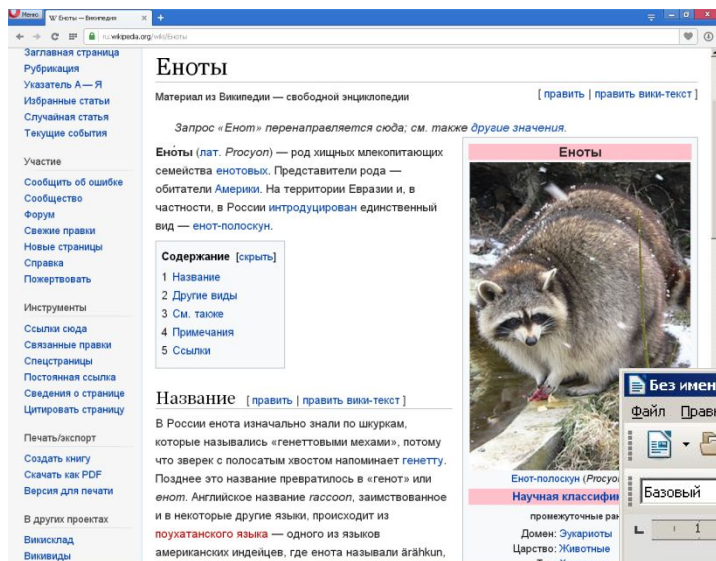 Меню
Еноты — Википедия
ru.wikipedia.org/wiki/Еноты
Заглавная страница
Рубрикация
Указатель А — Я
Избранные статьи
Случайная статья
Текущие события
Участие
Сообщить об ошибке
Сообщество
Форум
Свежие правки
Новые страницы
Справка
Пожертвовать
Инструменты
Ссылки сюда
Связанные правки
Спецстраницы
Постоянная ссылка
Сведения о странице
Цитировать страницу
Печать/экспорт
Создать книгу
Скачать как PDF
Версия для печати
В других проектах
Викисклад
Викивиды
Еноты
Материал из Википедии — свободной энциклопедии
[ править | править вики-текст ]
Запрос «Енот» перенаправляется сюда; см. также другие значения.
Ено́ты (лат. Procyon) — род хищных млекопитающих
семейства енотовых. Представители рода —
обитатели Америки. На территории Евразии и, в
частности, в России интродуцирован единственный
вид — енот-полоскун.
Содержание [скрыть]
1 Название
2 Другие виды
3 См. также
4 Примечания
5 Ссылки
Название [ править | править вики-текст ]
В России енота изначально знали по шкуркам,
которые назывались «генеттовыми мехами», потому
что зверек с полосатым хвостом напоминает генетту.
Позднее это название превратилось в «генот» или
енот. Английское название raccoon, заимствованное
и в некоторые другие языки, происходит из
поухатанского языка — одного из языков
американских индейцев, где енота называли ärähkun,
Еноты
Енот-полоскун (Procyo
Научная классифи
промежуточные ран
Домен: Эукариоты
Царство: Животные
Без имен
Файл Прав
Базовый
1